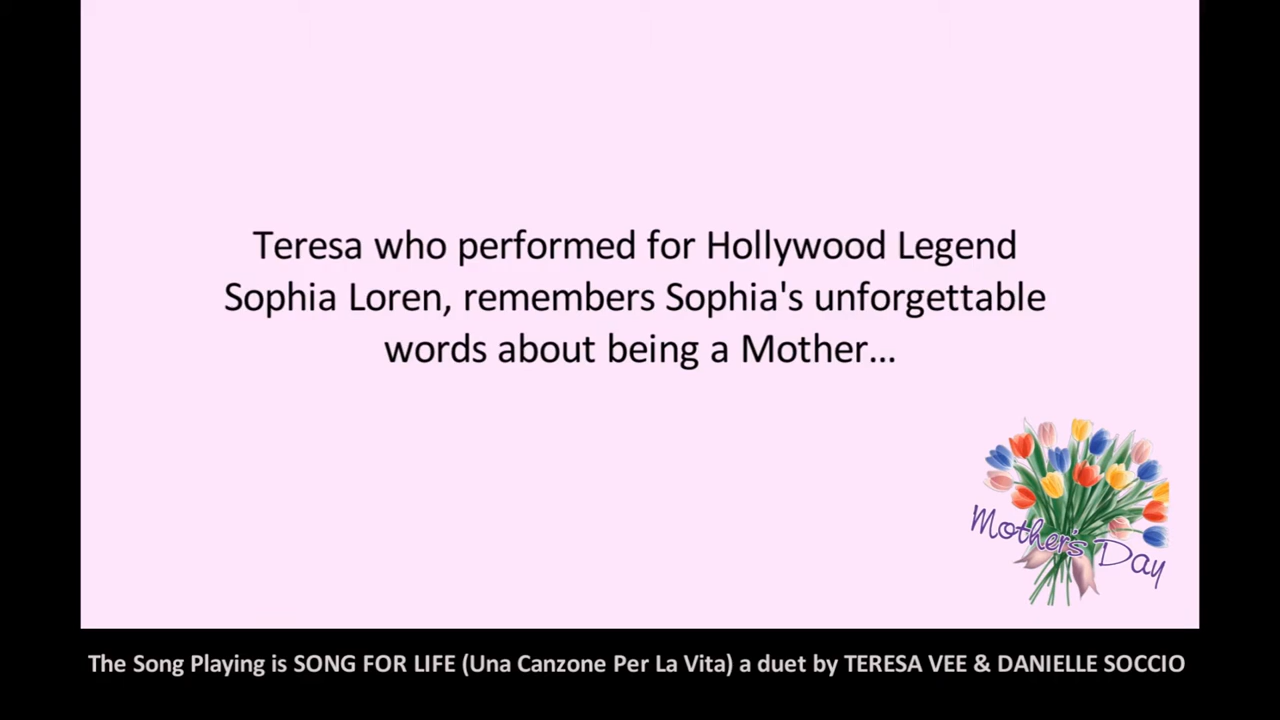 Teresa who performed for Hollywood Legend
Sophia Loren, remembers Sophia's unforgettable
words about being a Mother...
Mother's Day
The Song Playing is SONG FOR LIFE (Una Canzone Per La Vita) a duet by TERESA VEE & DANIELLE SOCCIO